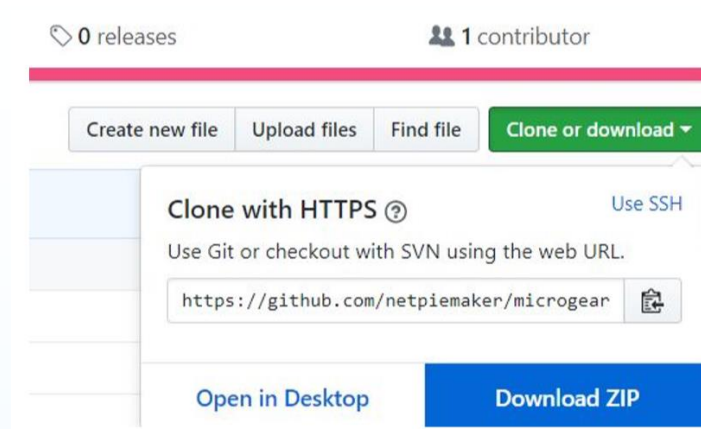 0 releases
1 contributor
Create new file
Upload files
Find file
Clone or download
Clone with HTTPS
Use SSH
Use Git or checkout with SVN using the web URL.
https://github.com/netpiemaker/microgear
Open in Desktop
Download ZIP